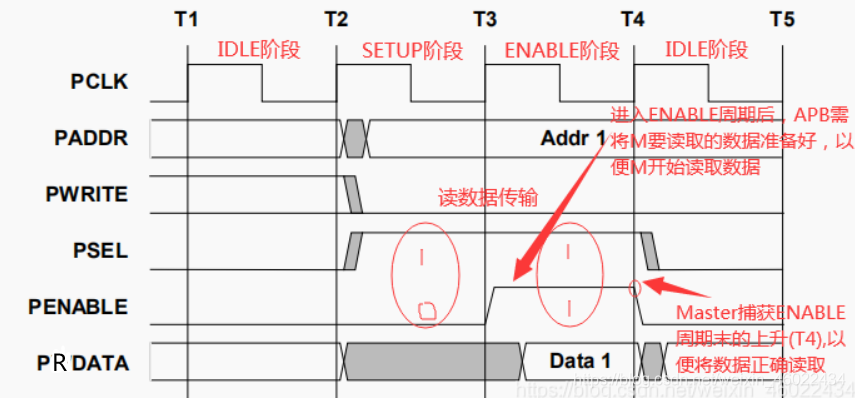 T1 T2 T3 T4 T5
IDLE阶段 SETUP阶段 ENABLE阶段 IDLE阶段
PCLK
进入ENABLE周期后，APB需
将M要读取的数据准备好，以
便M开始读取数据
PADDR Addr 1
PWRITE
读数据传输
PSEL 1 1
PENABLE 0 1
Master捕获ENABLE
周期末的上升(T4),以
便将数据正确读取
PRDATA Data 1
https://blog.csdn.net/weixin_45022434